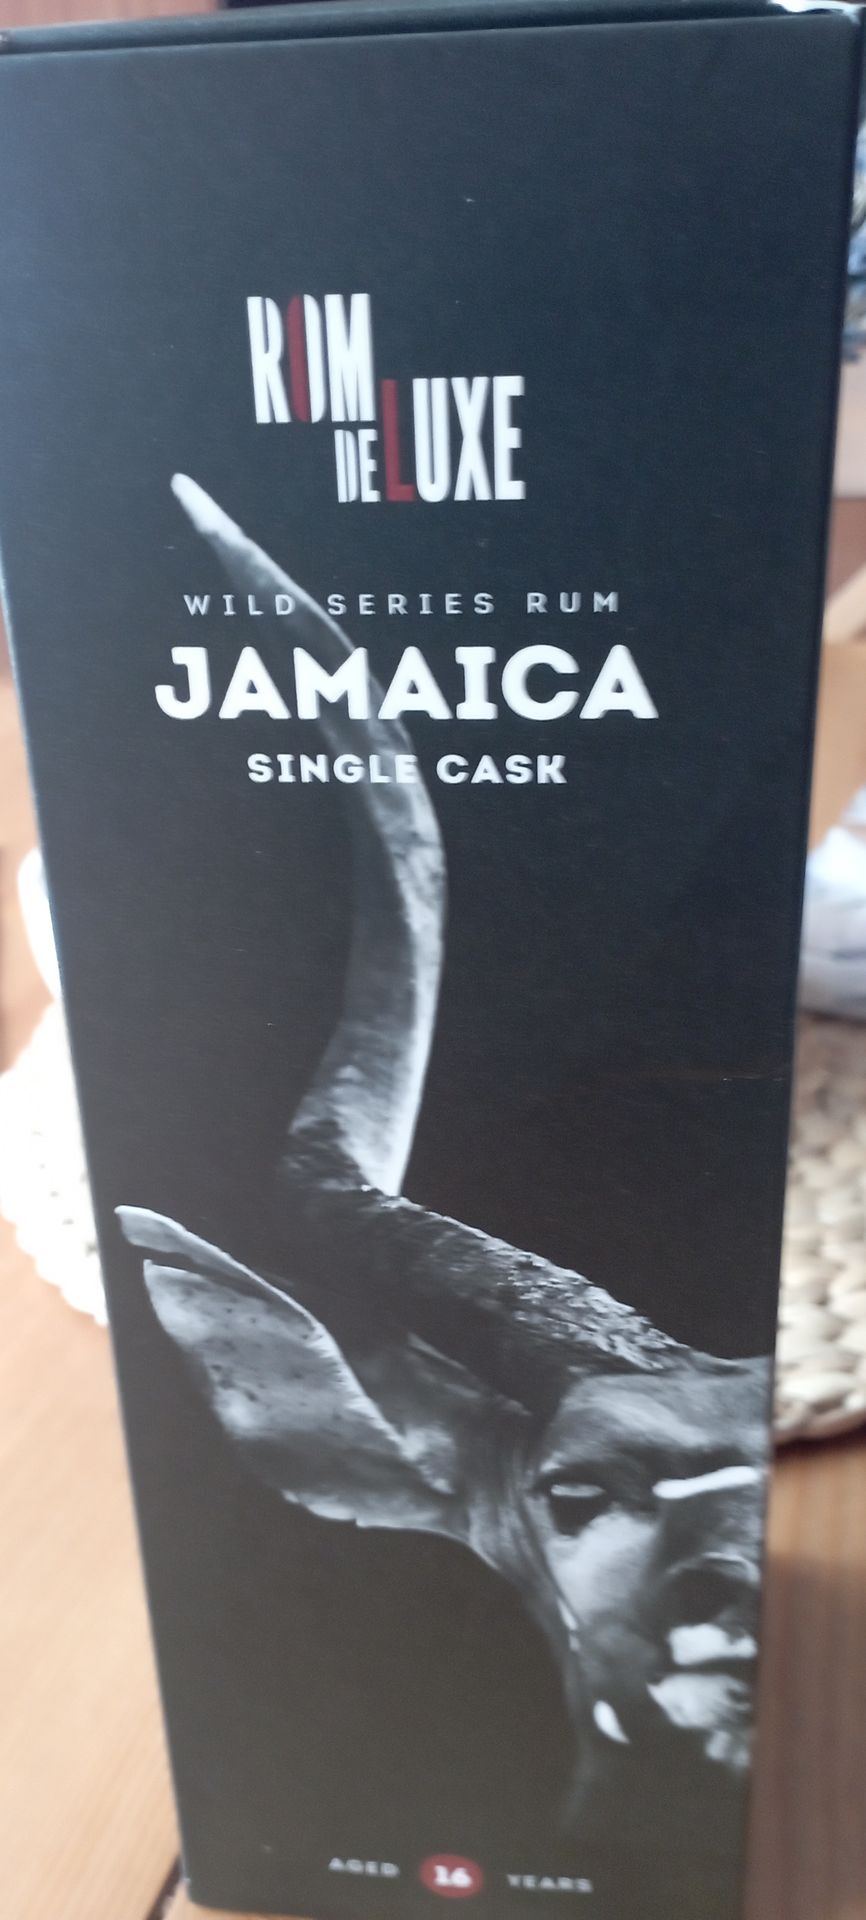 ROM
DELUXE
WILD SERIES RUM
JAMAICA
SINGLE CASK
AGED 16 YEARS